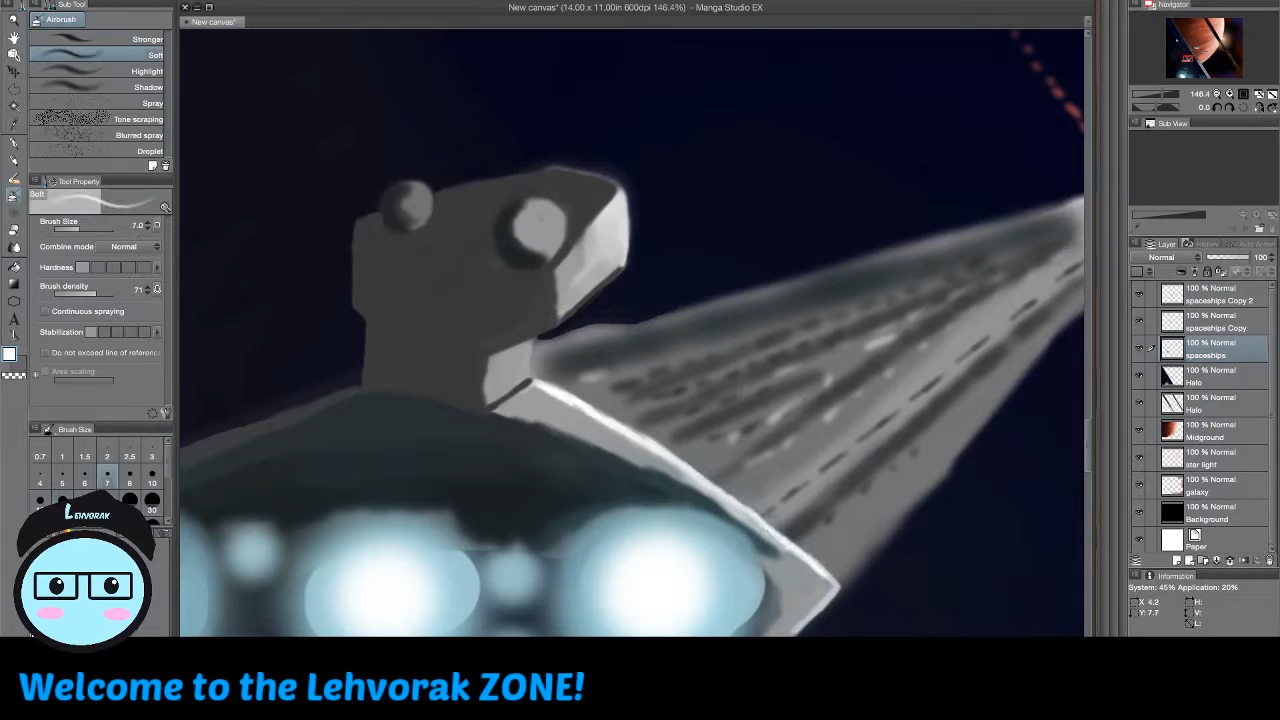 Sub Tool
New canvas* (14.00 x 11.00in 600dpi 146.4%) - Manga Studio EX
Navigator
Airbrush
New canvas*
Stronger
Soft
Highlight
Shadow
Spray
Tone scraping
Blurred spray
Droplet
146.4
0.0
Sub View
Tool Property
Soft
Brush Size 7.0
Combine mode Normal
Hardness
Brush density 71
Continuous spraying
Stabilization
Do not exceed line of referenc
Area scaling
Layer History Auto Action
Normal 100
100 % Normal
spaceships Copy 2
100 % Normal
spaceships Copy
100 % Normal
spaceships
100 % Normal
Halo
100 % Normal
Halo
100 % Normal
Midground
100 % Normal
star light
100 % Normal
galaxy
100 % Normal
Background
Paper
Brush Size
0.7 1 1.5 2 2.5 3
4 5 6 7 8 10
30
Information
System: 45% Application: 20%
X 4.2 H:
Y: 7.7 V:
L:
LEHVORAK
Welcome to the Lehvorak ZONE!